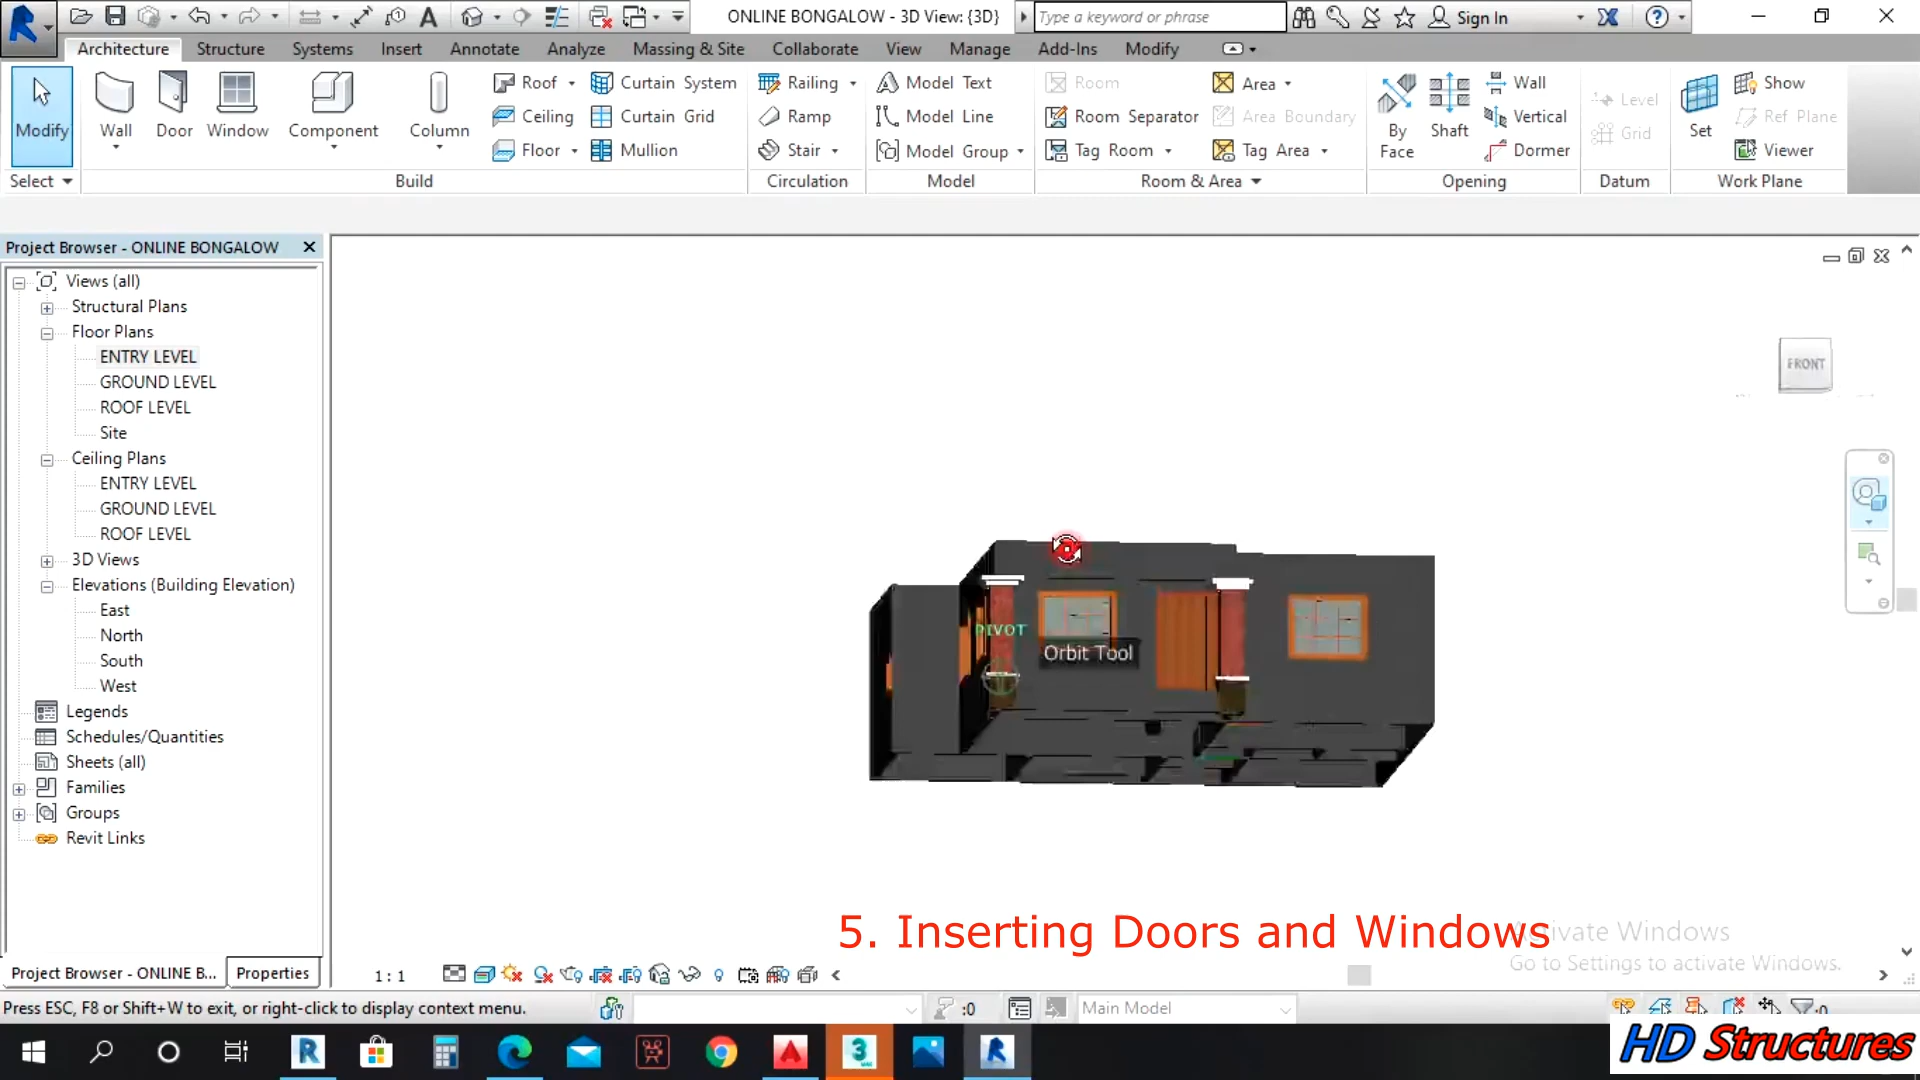 ONLINE BONGALOW - 3D View: {3D}
Type a keyword or phrase
Sign In
Architecture
Structure
Systems
Insert
Annotate
Analyze
Massing & Site
Collaborate
View
Manage
Add-Ins
Modify
Modify
Wall
Door
Window
Component
Column
Roof
Ceiling
Floor
Curtain System
Curtain Grid
Mullion
Railing
Ramp
Stair
Model Text
Model Line
Model Group
Room
Room Separator
Tag Room
Area
Area Boundary
Tag Area
By
Face
Shaft
Wall
Vertical
Dormer
Level
Grid
Set
Show
Ref Plane
Viewer
Select
Build
Circulation
Model
Room & Area
Opening
Datum
Work Plane
Project Browser - ONLINE BONGALOW
Views (all)
Structural Plans
Floor Plans
ENTRY LEVEL
GROUND LEVEL
ROOF LEVEL
Site
Ceiling Plans
ENTRY LEVEL
GROUND LEVEL
ROOF LEVEL
3D Views
Elevations (Building Elevation)
East
North
South
West
Legends
Schedules/Quantities
Sheets (all)
Families
Groups
Revit Links
FRONT
PIVOT
Orbit Tool
5. Inserting Doors and Windows
Activate Windows
Go to Settings to activate Windows.
Project Browser - ONLINE B...
Properties
1 : 1
Press ESC, F8 or Shift+W to exit, or right-click to display context menu.
:0
Main Model
:0
HD Structures